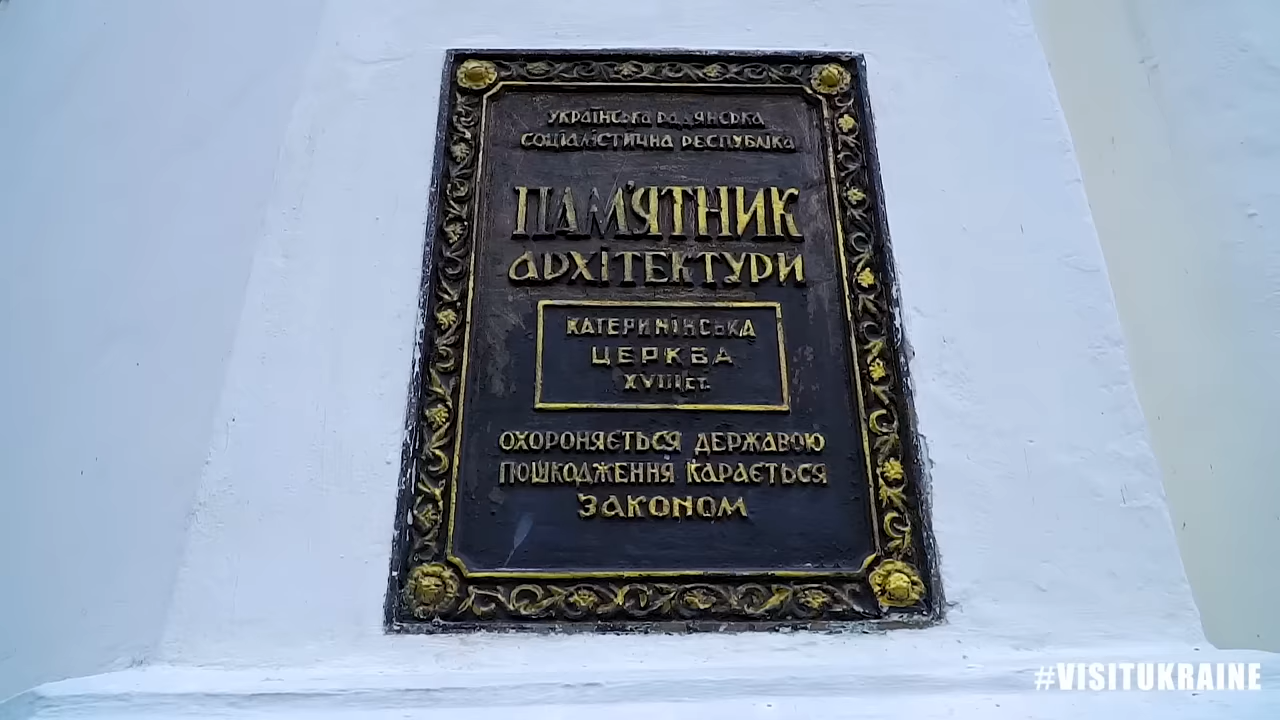 УКРАЇНСЬКА РАДЯНСЬКА
СОЦІАЛІСТИЧНА РЕСПУБЛІКА
ПАМ'ЯТНИК
АРХІТЕКТУРИ
КАТЕРИНІНСЬКА
ЦЕРКВА
XVIII СТ.
ОХОРОНЯЄТЬСЯ ДЕРЖАВОЮ
ПОШКОДЖЕННЯ КАРАЄТЬСЯ
ЗАКОНОМ
#VISITUKRAINE